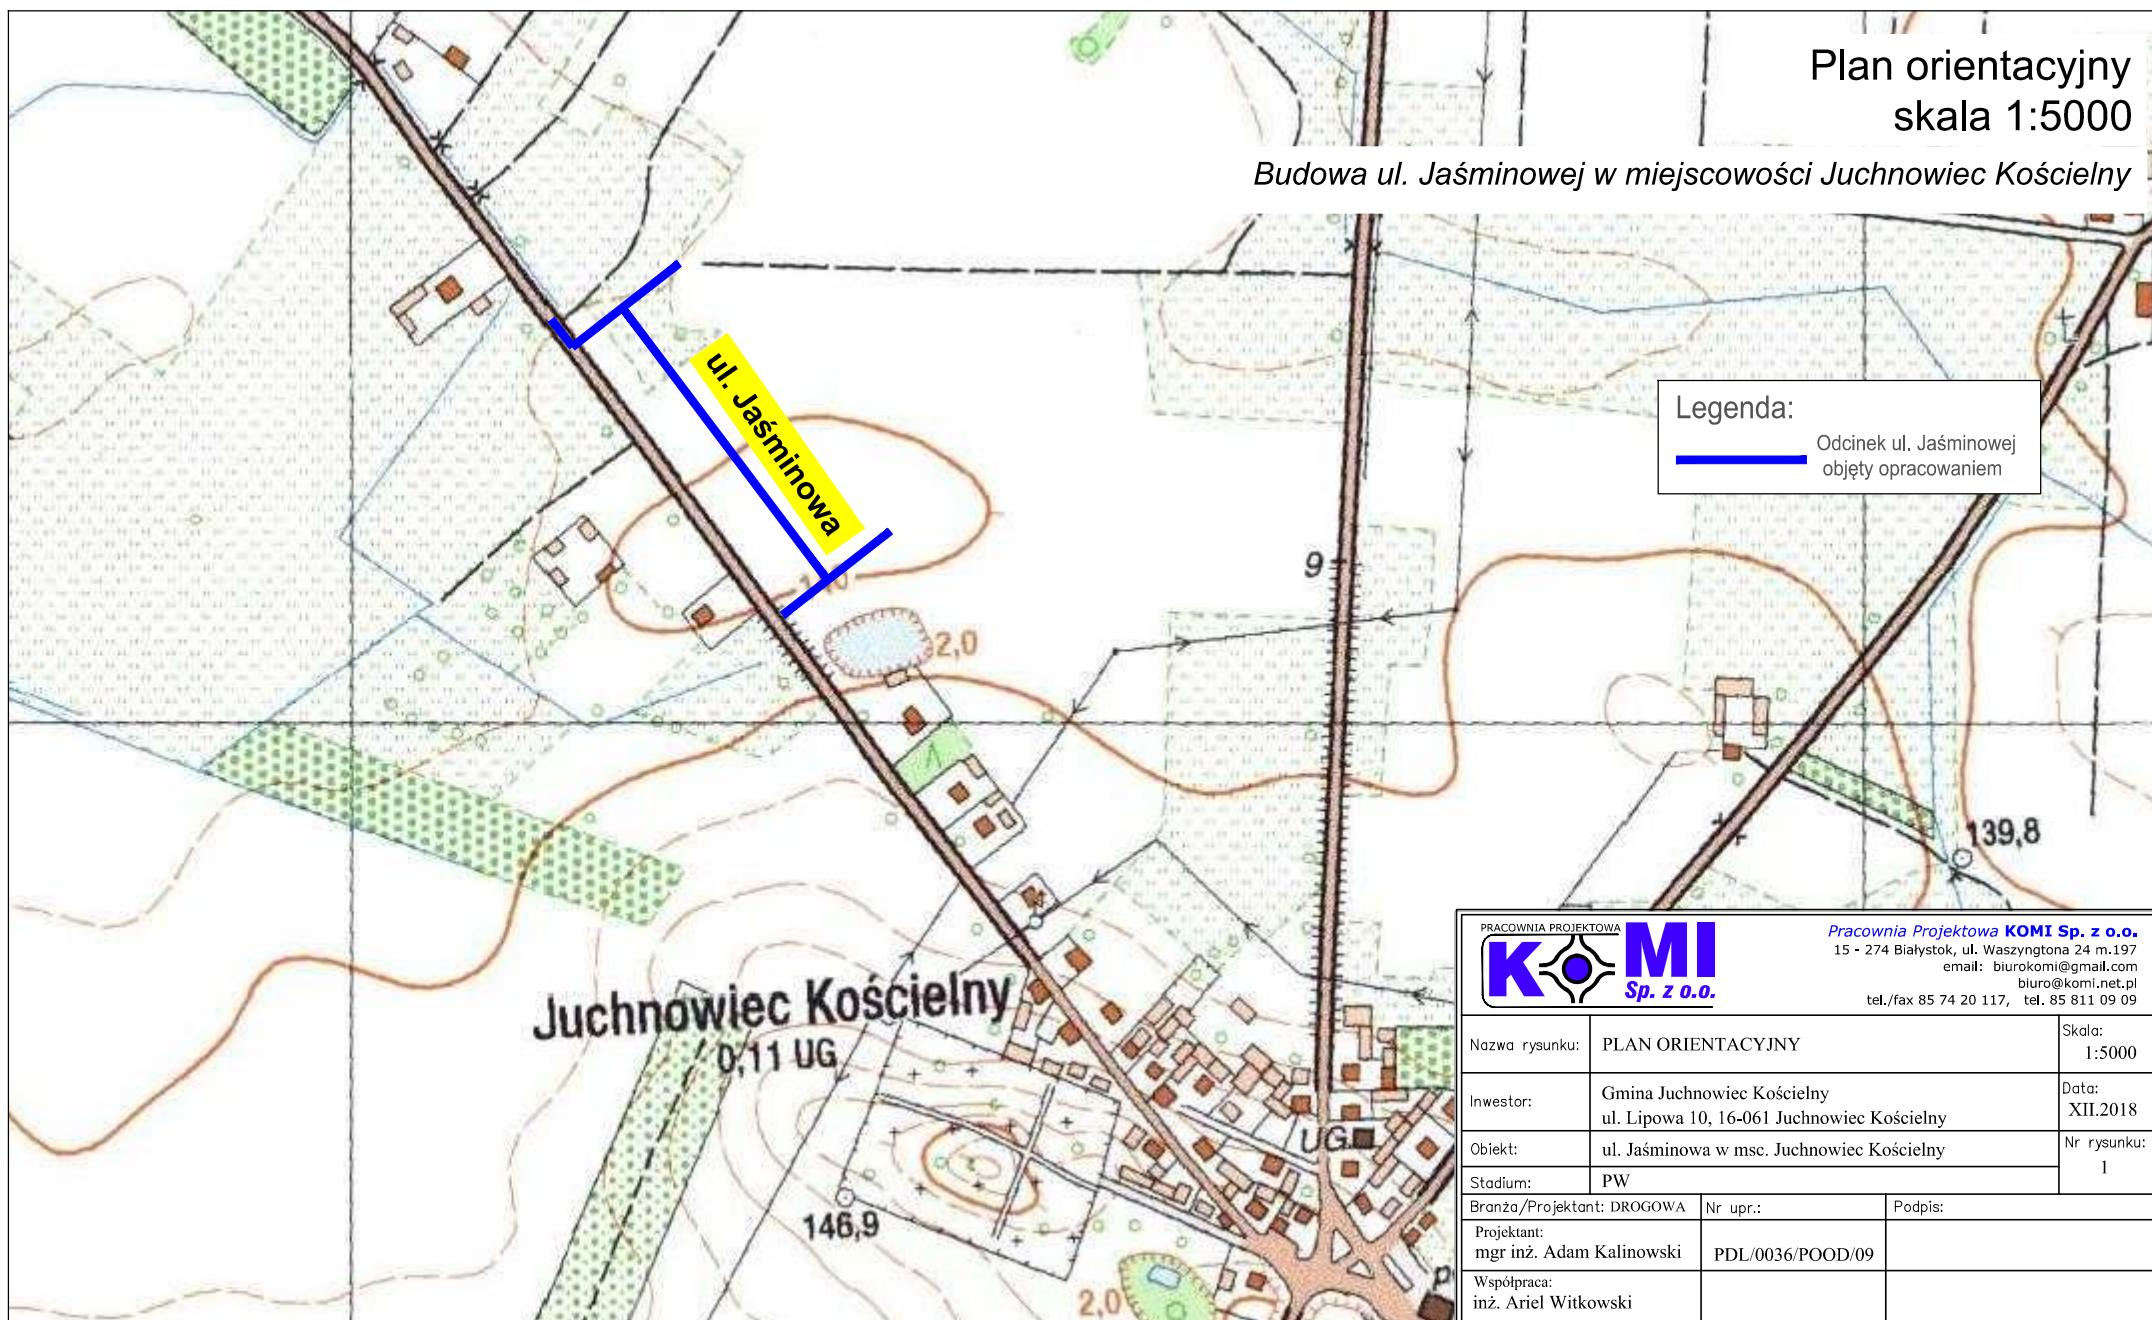 Plan orientacyjny
skala 1:5000
Budowa ul. Jaśminowej w miejscowości Juchnowiec Kościelny
ul. Jaśminowa
Legenda:
Odcinek ul. Jaśminowej
objęty opracowaniem
9
2,0
139,8
Juchnowiec Kościelny
0,11 UG
UG
146,9
2,0
PRACOWNIA PROJEKTOWA
KOMI
Sp. z o.o.
Pracownia Projektowa KOMI Sp. z o.o.
15 - 274 Białystok, ul. Waszyngtona 24 m.197
email: biurokomi@gmail.com
biuro@komi.net.pl
tel./fax 85 74 20 117, tel. 85 811 09 09
Nazwa rysunku: PLAN ORIENTACYJNY
Skala:
1:5000
Inwestor:
Gmina Juchnowiec Kościelny
ul. Lipowa 10, 16-061 Juchnowiec Kościelny
Data:
XII.2018
Obiekt: ul. Jaśminowa w msc. Juchnowiec Kościelny
Nr rysunku:
1
Stadium: PW
Branża/Projektant: DROGOWA Nr upr.: Podpis:
Projektant:
mgr inż. Adam Kalinowski PDL/0036/POOD/09
Współpraca:
inż. Ariel Witkowski